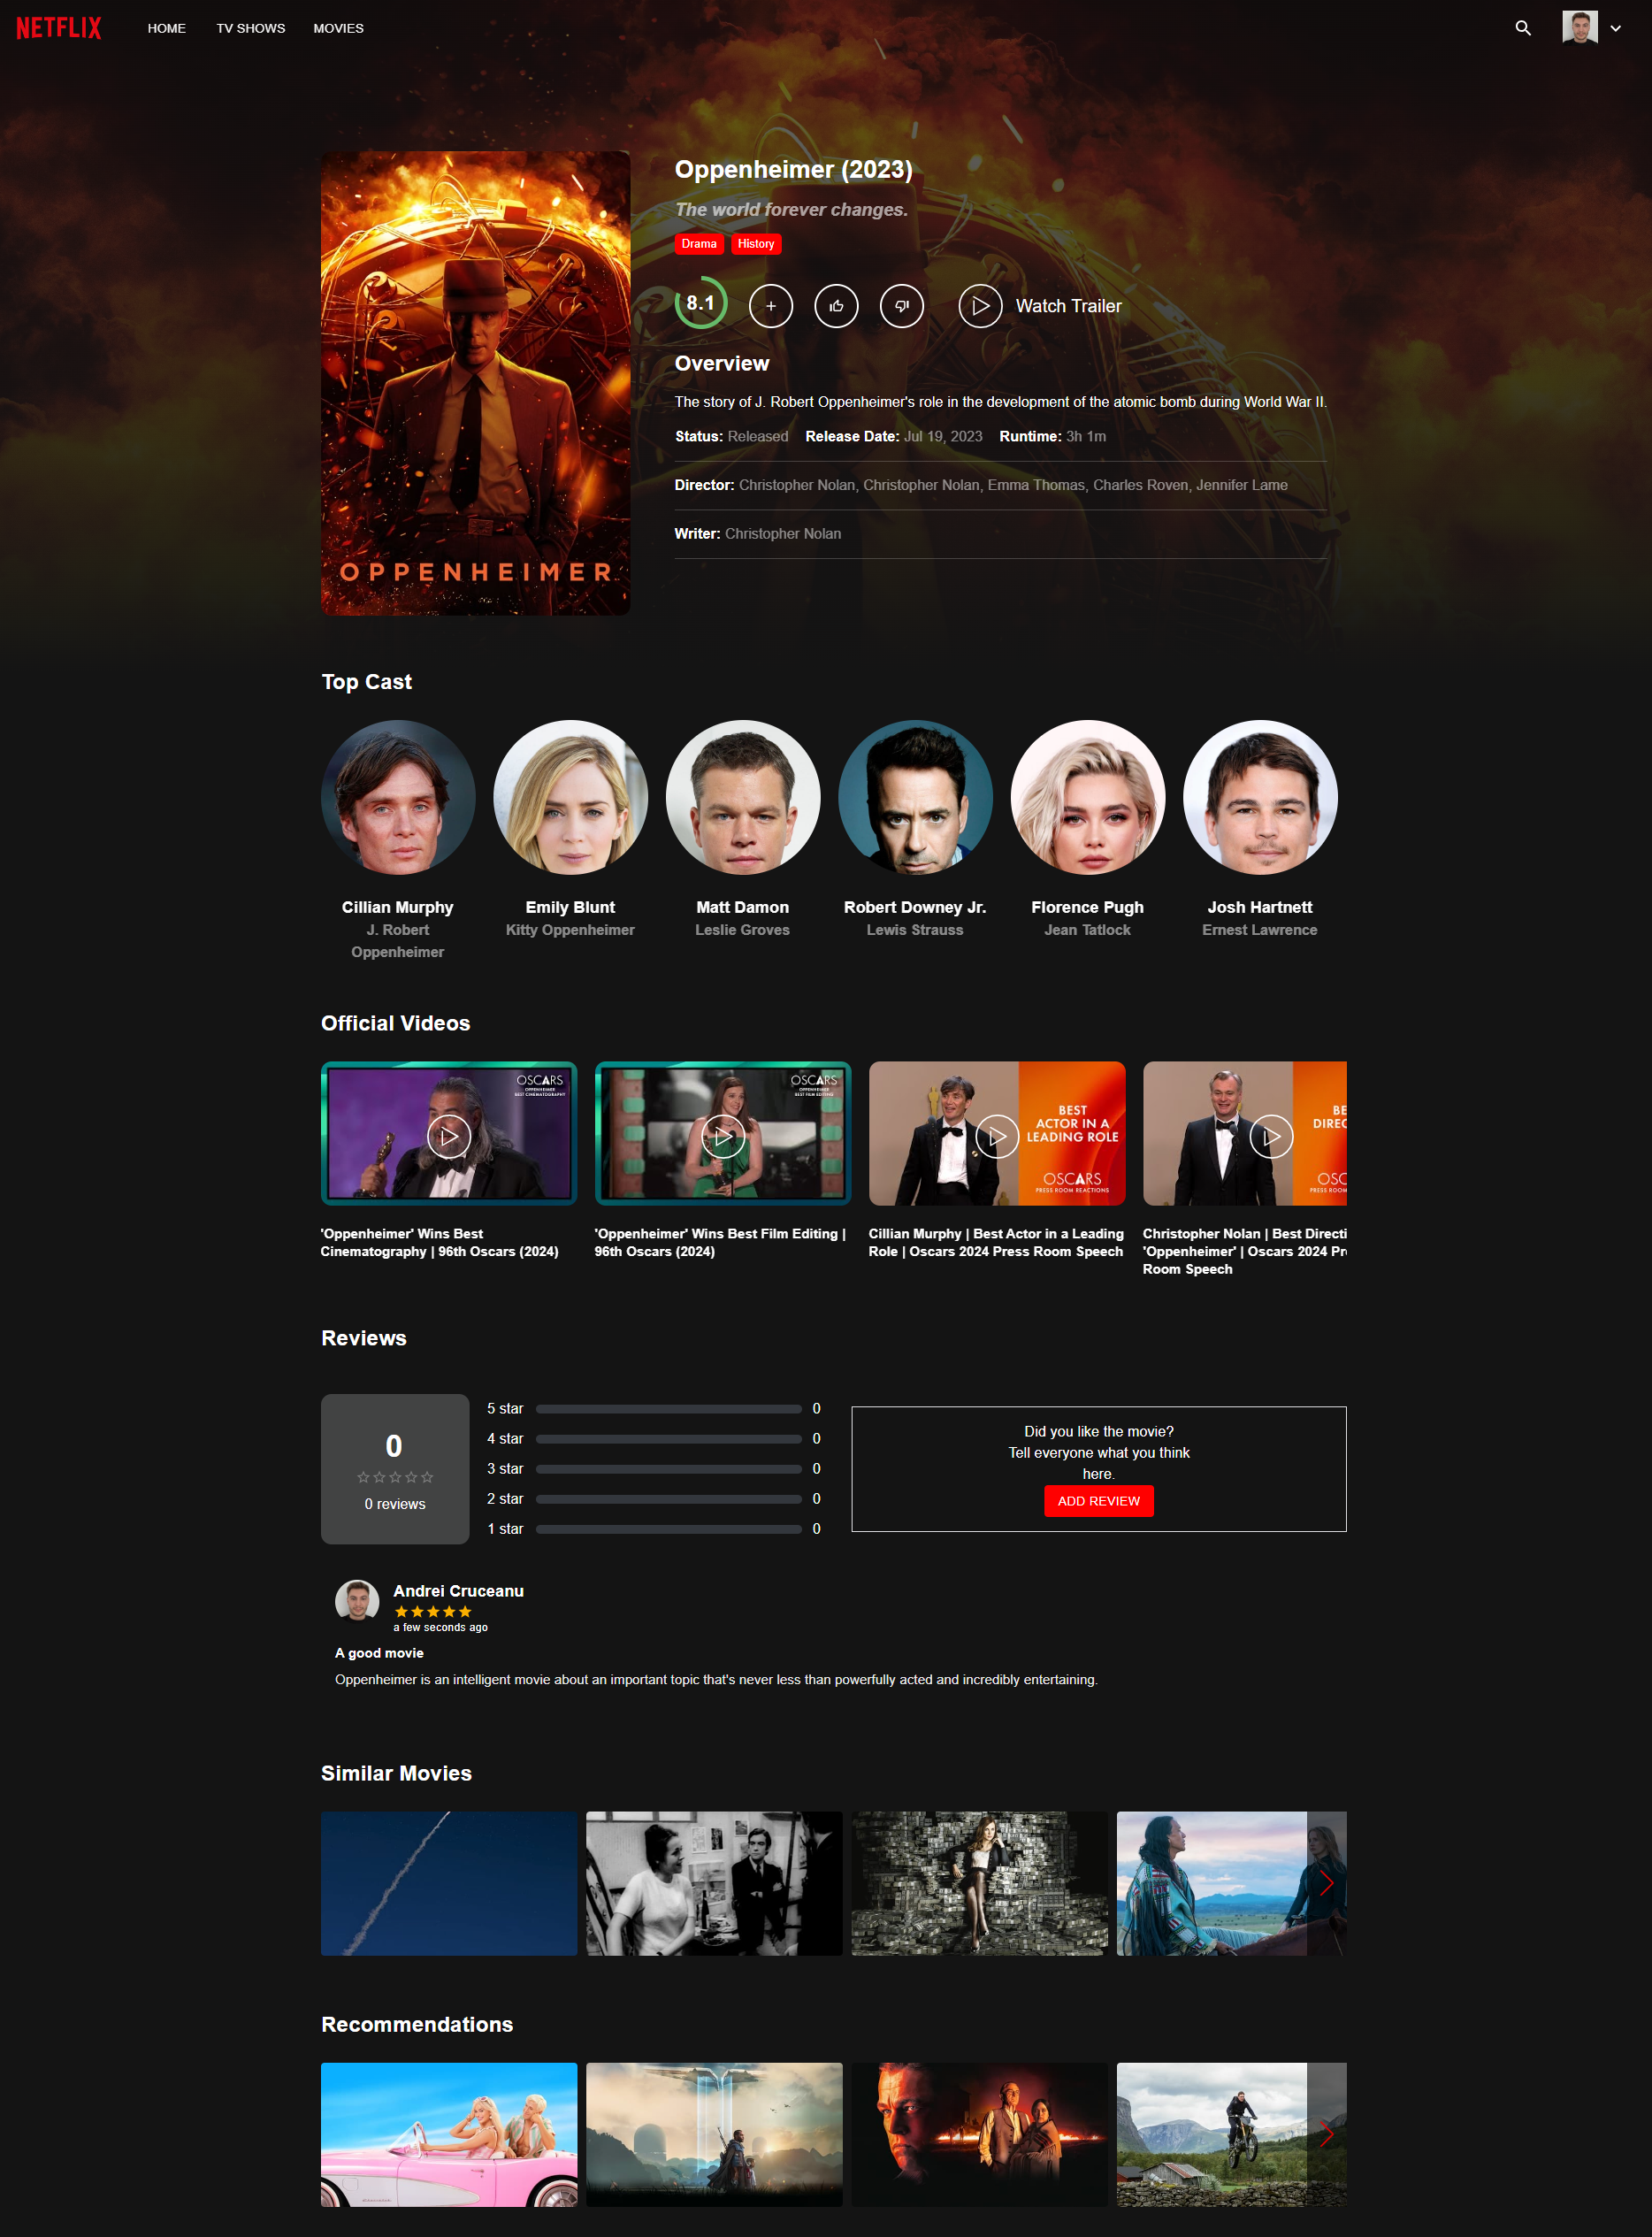 NETFLIX
HOME
TV SHOWS
MOVIES
Oppenheimer (2023)
The world forever changes.
Drama
History
8.1
Watch Trailer
Overview
The story of J. Robert Oppenheimer's role in the development of the atomic bomb during World War II.
Status: Released Release Date: Jul 19, 2023 Runtime: 3h 1m
Director: Christopher Nolan, Christopher Nolan, Emma Thomas, Charles Roven, Jennifer Lame
Writer: Christopher Nolan
OPPENHEIMER
Top Cast
Cillian Murphy
J. Robert
Oppenheimer
Emily Blunt
Kitty Oppenheimer
Matt Damon
Leslie Groves
Robert Downey Jr.
Lewis Strauss
Florence Pugh
Jean Tatlock
Josh Hartnett
Ernest Lawrence
Official Videos
OSCARS
OPPENHEIMER
BEST CINEMATOGRAPHY
'Oppenheimer' Wins Best
Cinematography | 96th Oscars (2024)
OSCARS
OPPENHEIMER
BEST FILM EDITING
'Oppenheimer' Wins Best Film Editing |
96th Oscars (2024)
BEST
ACTOR IN A
LEADING ROLE
OSCARS
PRESS ROOM REACTIONS
Cillian Murphy | Best Actor in a Leading
Role | Oscars 2024 Press Room Speech
BE
DIREC
OSC
PRESS ROOM
Christopher Nolan | Best Directi
'Oppenheimer' | Oscars 2024 Pr
Room Speech
Reviews
0
0 reviews
5 star 0
4 star 0
3 star 0
2 star 0
1 star 0
Did you like the movie?
Tell everyone what you think
here.
ADD REVIEW
Andrei Cruceanu
a few seconds ago
A good movie
Oppenheimer is an intelligent movie about an important topic that's never less than powerfully acted and incredibly entertaining.
Similar Movies
Recommendations